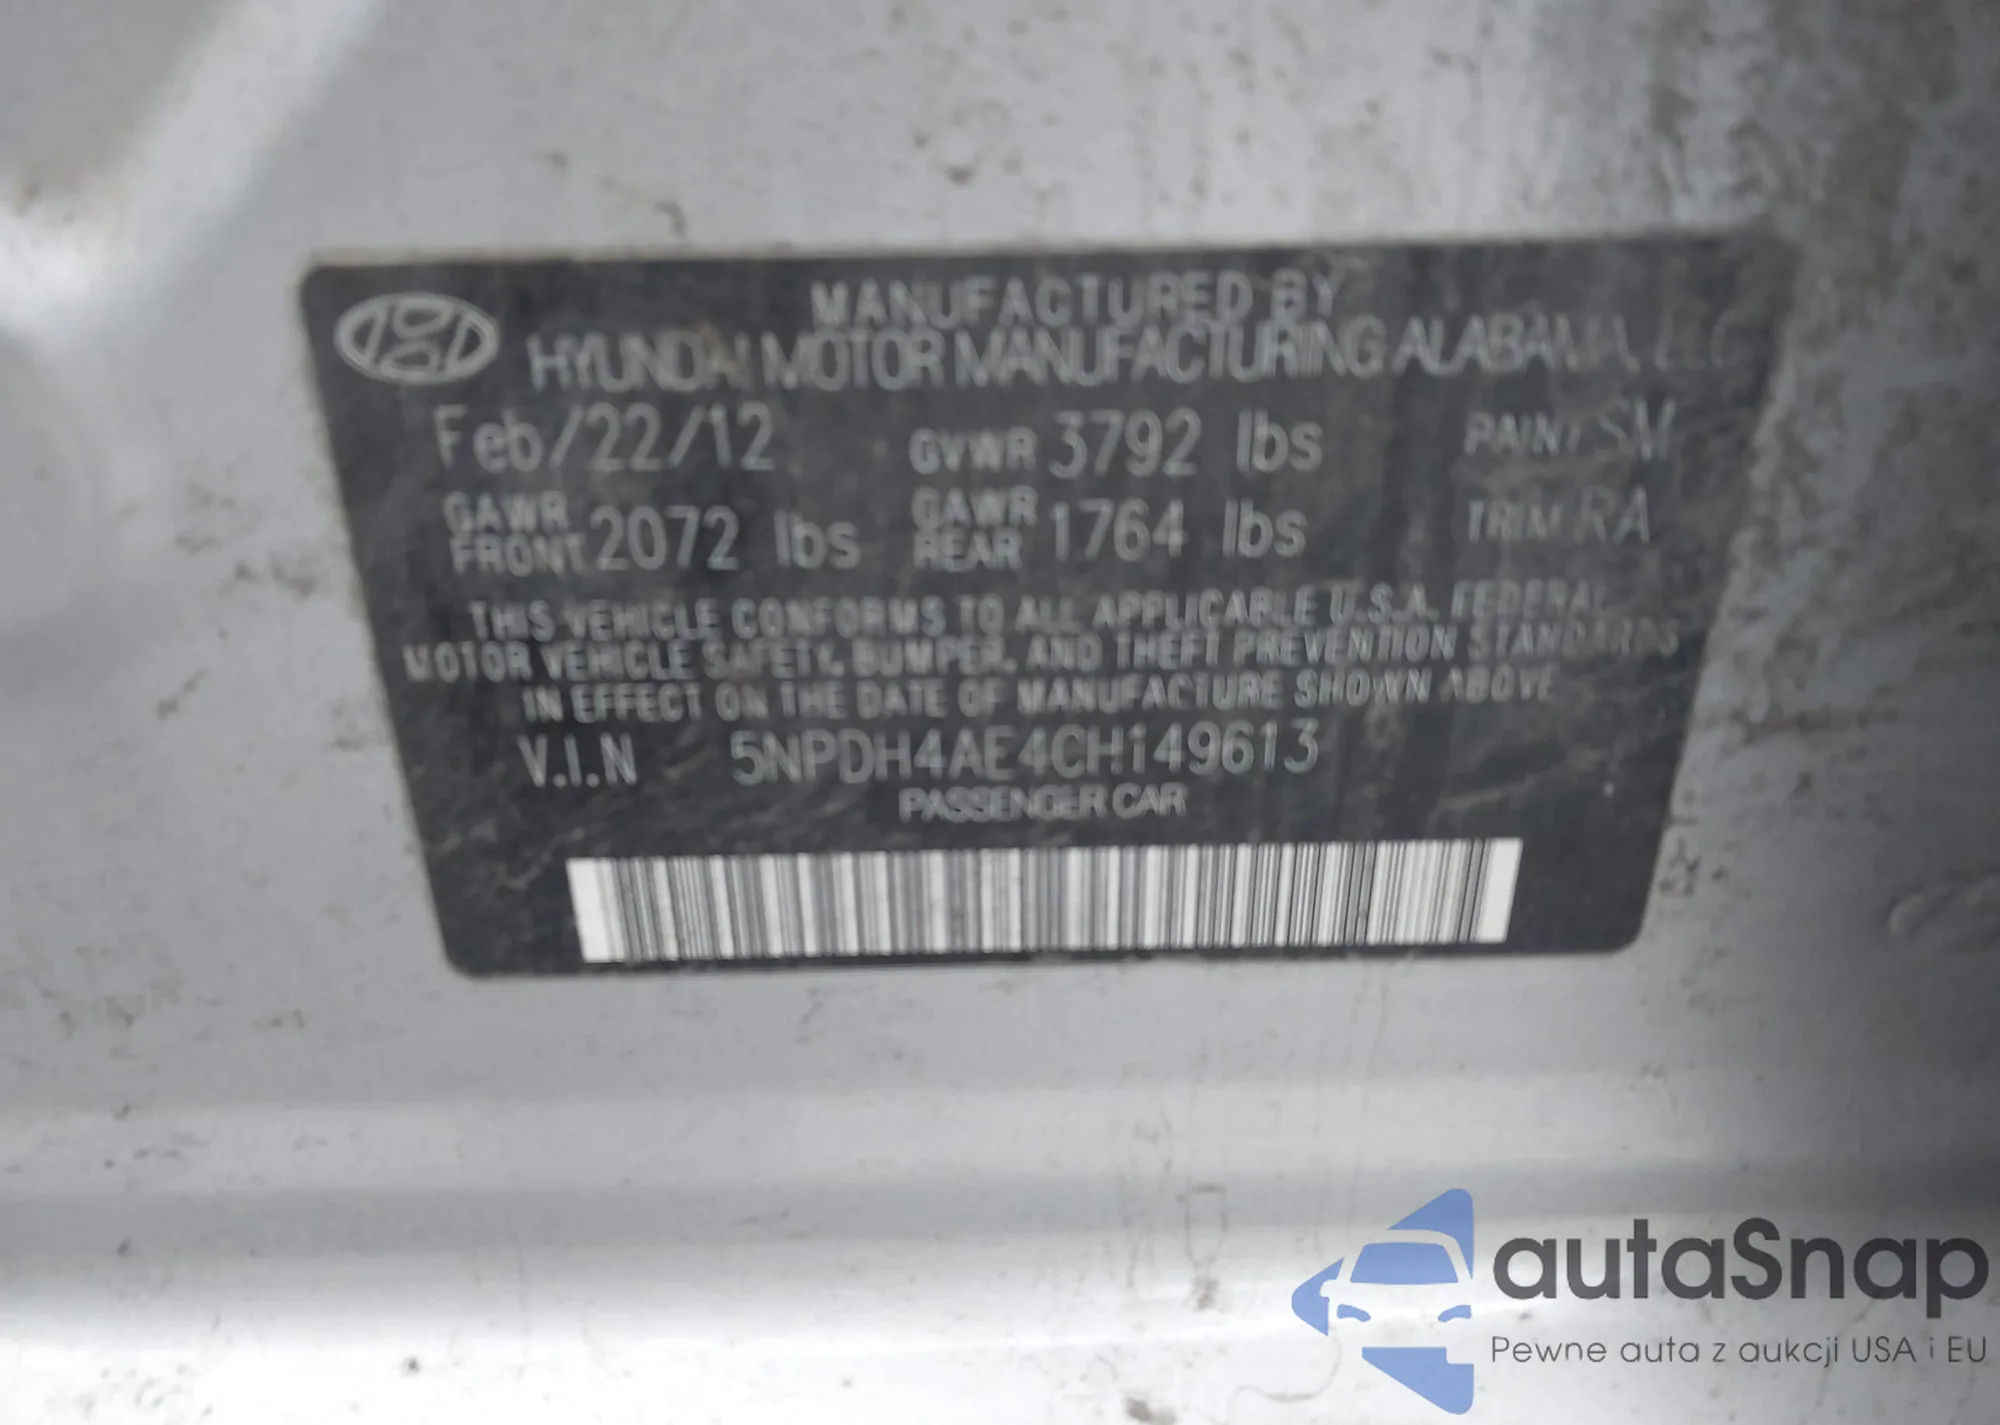 MANUFACTURED BY
HYUNDAI MOTOR MANUFACTURING ALABAMA, LLC
Feb/22/12 GVWR 3792 lbs PAINT SM
GAWR FRONT 2072 lbs GAWR REAR 1764 lbs TRIM RA
THIS VEHICLE CONFORMS TO ALL APPLICABLE U.S.A. FEDERAL
MOTOR VEHICLE SAFETY, BUMPER, AND THEFT PREVENTION STANDARDS
IN EFFECT ON THE DATE OF MANUFACTURE SHOWN ABOVE
V.I.N 5NPDH4AE4CH149613
PASSENGER CAR
autaSnap
Pewne auta z aukcji USA i EU